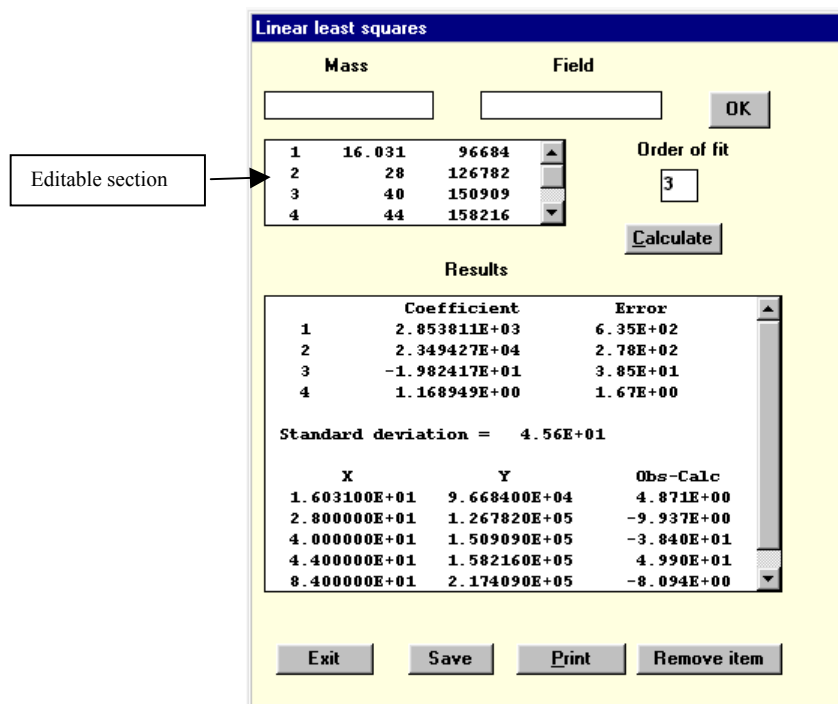 Linear least squares
Mass Field
OK
1 16.031 96684
2 28 126782
3 40 150909
4 44 158216
Order of fit
3
Editable section
Calculate
Results
Coefficient Error
1 2.853811E+03 6.35E+02
2 2.349427E+04 2.78E+02
3 -1.982417E+01 3.85E+01
4 1.168949E+00 1.67E+00
Standard deviation = 4.56E+01
X Y Obs-Calc
1.603100E+01 9.668400E+04 4.871E+00
2.800000E+01 1.267820E+05 -9.937E+00
4.000000E+01 1.509090E+05 -3.840E+01
4.400000E+01 1.582160E+05 4.990E+01
8.400000E+01 2.174090E+05 -8.094E+00
Exit Save Print Remove item